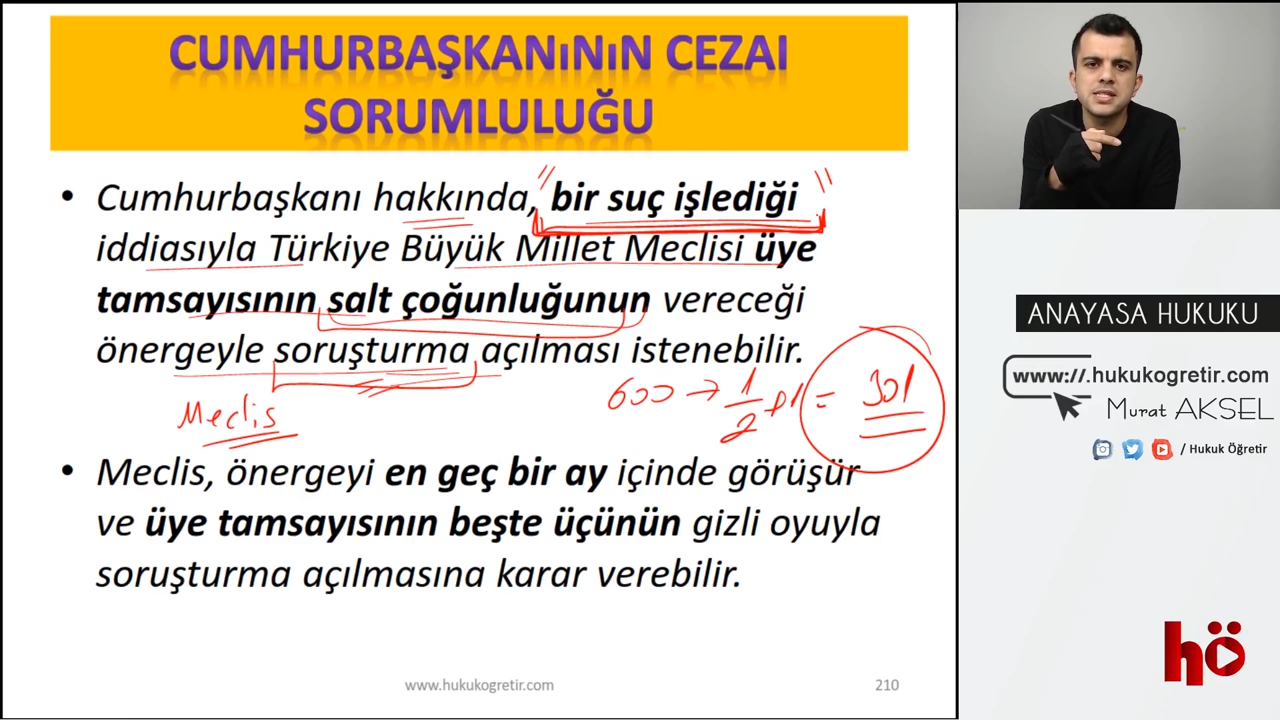 CUMHURBAŞKANıNıN CEZAI
SORUMLULUĞU
• Cumhurbaşkanı hakkında, "bir suç işlediği"
iddiasıyla Türkiye Büyük Millet Meclisi üye
tamsayısının salt çoğunluğunun vereceği
önergeyle soruşturma açılması istenebilir.
600 → 1/2 +1 = 301
Meclis
• Meclis, önergeyi en geç bir ay içinde görüşür
ve üye tamsayısının beşte üçünün gizli oyuyla
soruşturma açılmasına karar verebilir.
www.hukukogretir.com
210
ANAYASA HUKUKU
www://.hukukogretir.com
Murat AKSEL
/ Hukuk Öğretir
hö